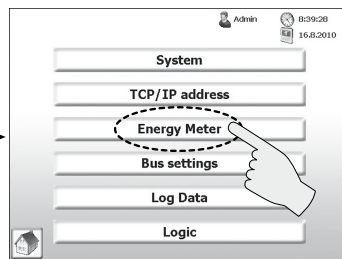 Admin
8:39:28
16.8.2010
System
TCP/IP address
Energy Meter
Bus settings
Log Data
Logic